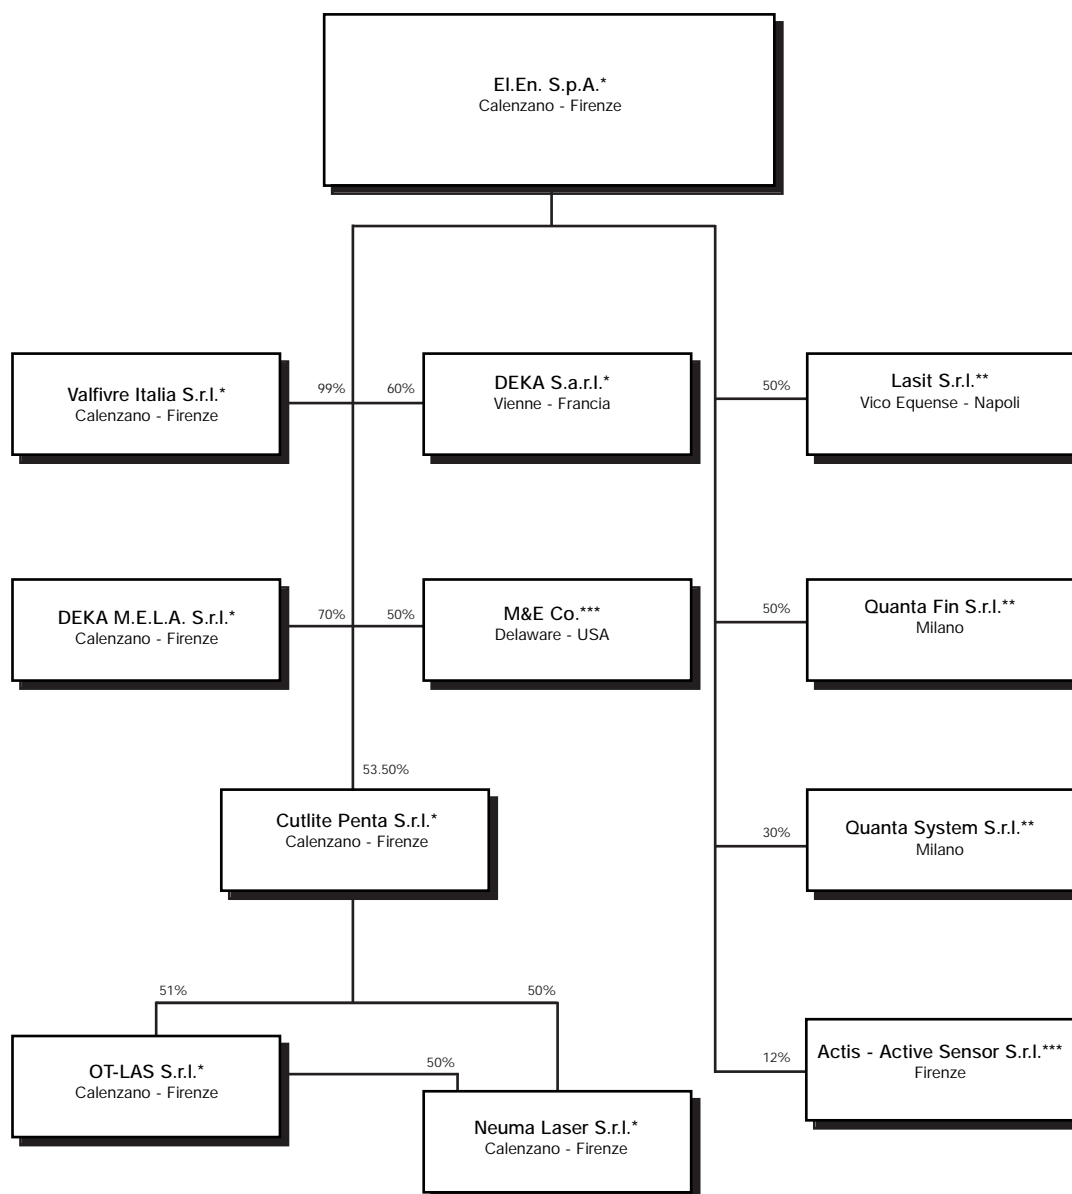 El.En. S.p.A.*
Calenzano - Firenze
Valfivre Italia S.r.l.*
Calenzano - Firenze
99%
60%
DEKA S.a.r.l.*
Vienne - Francia
50%
Lasit S.r.l.**
Vico Equense - Napoli
DEKA M.E.L.A. S.r.l.*
Calenzano - Firenze
70%
50%
M&E Co.***
Delaware - USA
50%
Quanta Fin S.r.l.**
Milano
53.50%
Cutlite Penta S.r.l.*
Calenzano - Firenze
30%
Quanta System S.r.l.**
Milano
51%
50%
OT-LAS S.r.l.*
Calenzano - Firenze
50%
Neuma Laser S.r.l.*
Calenzano - Firenze
12%
Actis - Active Sensor S.r.l.***
Firenze